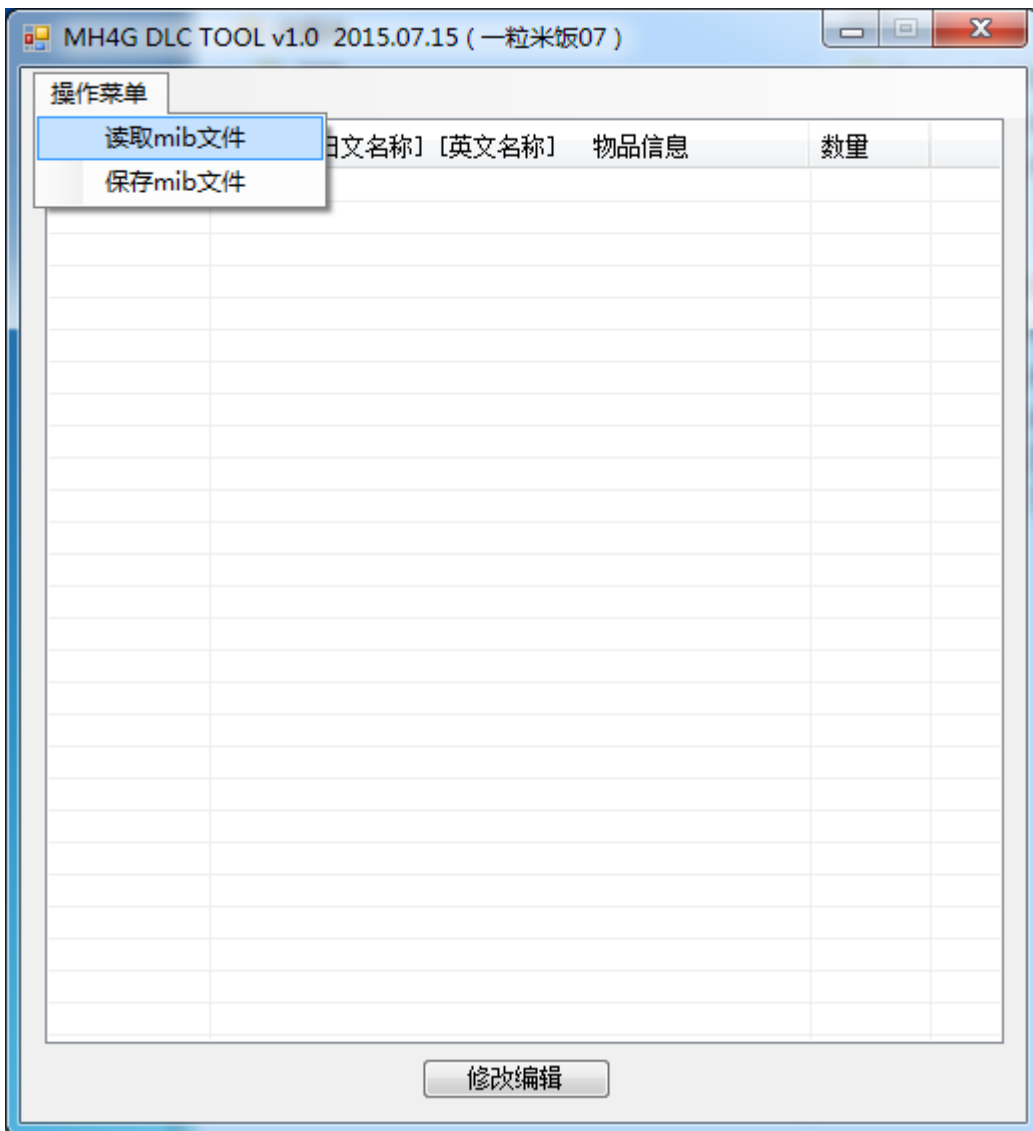 MH4G DLC TOOL v1.0 2015.07.15 ( 一粒米饭07 )
操作菜单
读取mib文件
保存mib文件
日文名称] [英文名称] 物品信息 数量
修改编辑